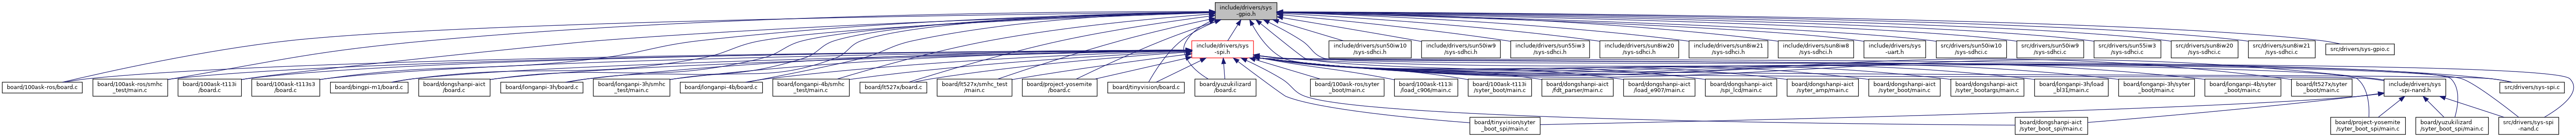 include/drivers/sys
-gpio.h
include/drivers/sys
-spi.h
include/drivers/sun50iw10
/sys-sdhci.h
include/drivers/sun50iw9
/sys-sdhci.h
include/drivers/sun55iw3
/sys-sdhci.h
include/drivers/sun8iw20
/sys-sdhci.h
include/drivers/sun8iw21
/sys-sdhci.h
include/drivers/sun8iw8
/sys-sdhci.h
include/drivers/sys
-uart.h
src/drivers/sun50iw10
/sys-sdhci.c
src/drivers/sun50iw9
/sys-sdhci.c
src/drivers/sun55iw3
/sys-sdhci.c
src/drivers/sun8iw20
/sys-sdhci.c
src/drivers/sun8iw21
/sys-sdhci.c
src/drivers/sys-gpio.c
board/100ask-ros/board.c
board/100ask-ros/smhc
_test/main.c
board/100ask-t113i
/board.c
board/100ask-t113s3
/board.c
board/bingpi-m1/board.c
board/dongshanpi-aict
/board.c
board/longanpi-3h/board.c
board/longanpi-3h/smhc
_test/main.c
board/longanpi-4b/board.c
board/longanpi-4b/smhc
_test/main.c
board/lt527x/board.c
board/lt527x/smhc_test
/main.c
board/project-yosemite
/board.c
board/tinyvision/board.c
board/yuzukilizard
/board.c
board/100ask-ros/syter
_boot/main.c
board/100ask-t113i
/load_c906/main.c
board/100ask-t113i
/syter_boot/main.c
board/dongshanpi-aict
/fdt_parser/main.c
board/dongshanpi-aict
/load_e907/main.c
board/dongshanpi-aict
/spi_lcd/main.c
board/dongshanpi-aict
/syter_amp/main.c
board/dongshanpi-aict
/syter_boot/main.c
board/dongshanpi-aict
/syter_bootargs/main.c
board/longanpi-3h/load
_bl31/main.c
board/longanpi-3h/syter
_boot/main.c
board/longanpi-4b/syter
_boot/main.c
board/lt527x/syter
_boot/main.c
include/drivers/sys
-spi-nand.h
src/drivers/sys-spi.c
board/tinyvision/syter
_boot_spi/main.c
board/dongshanpi-aict
/syter_boot_spi/main.c
board/project-yosemite
/syter_boot_spi/main.c
board/yuzukilizard
/syter_boot_spi/main.c
src/drivers/sys-spi
-nand.c